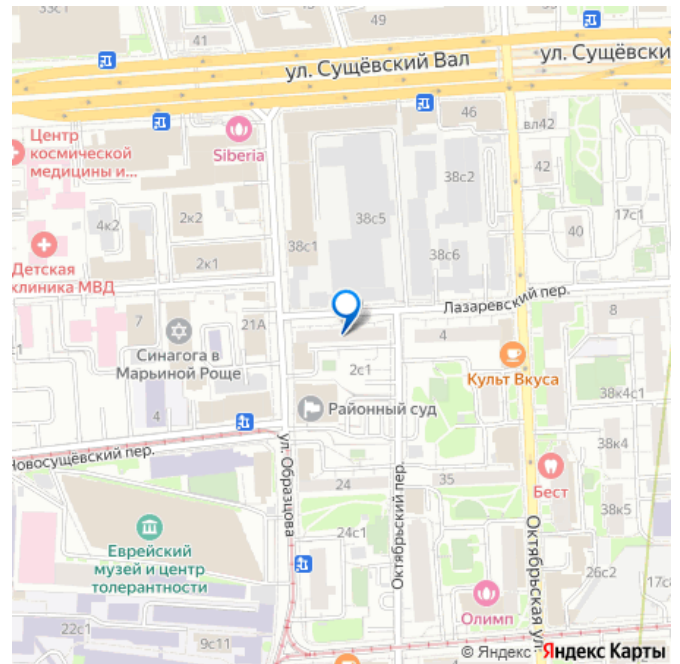 53с1
41
49
ул. Сущёвский Вал
ул. Сущёвски
Центр
космической
медицины и...
Siberia
46
вл42
42
38с2
17с1
4к2
2к2
38с5
40
38с1
38с6
2к1
Детская
клиника МВД
Лазаревский пер.
7
21А
8
4
Синагога в
Марьиной Роще
2с1
Культ Вкуса
38к4с1
4
Районный суд
38к4
Новосущёвский пер.
ул. Образцова
24
35
Бест
Октябрьский пер.
38к5
Еврейский
музей и центр
толерантности
24с1
Октябрьская ул.
26с2
17с
Олимп
22с1
9с11
© Яндекс Яндекс Карты